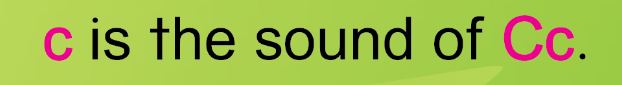 c is the sound of Cc.